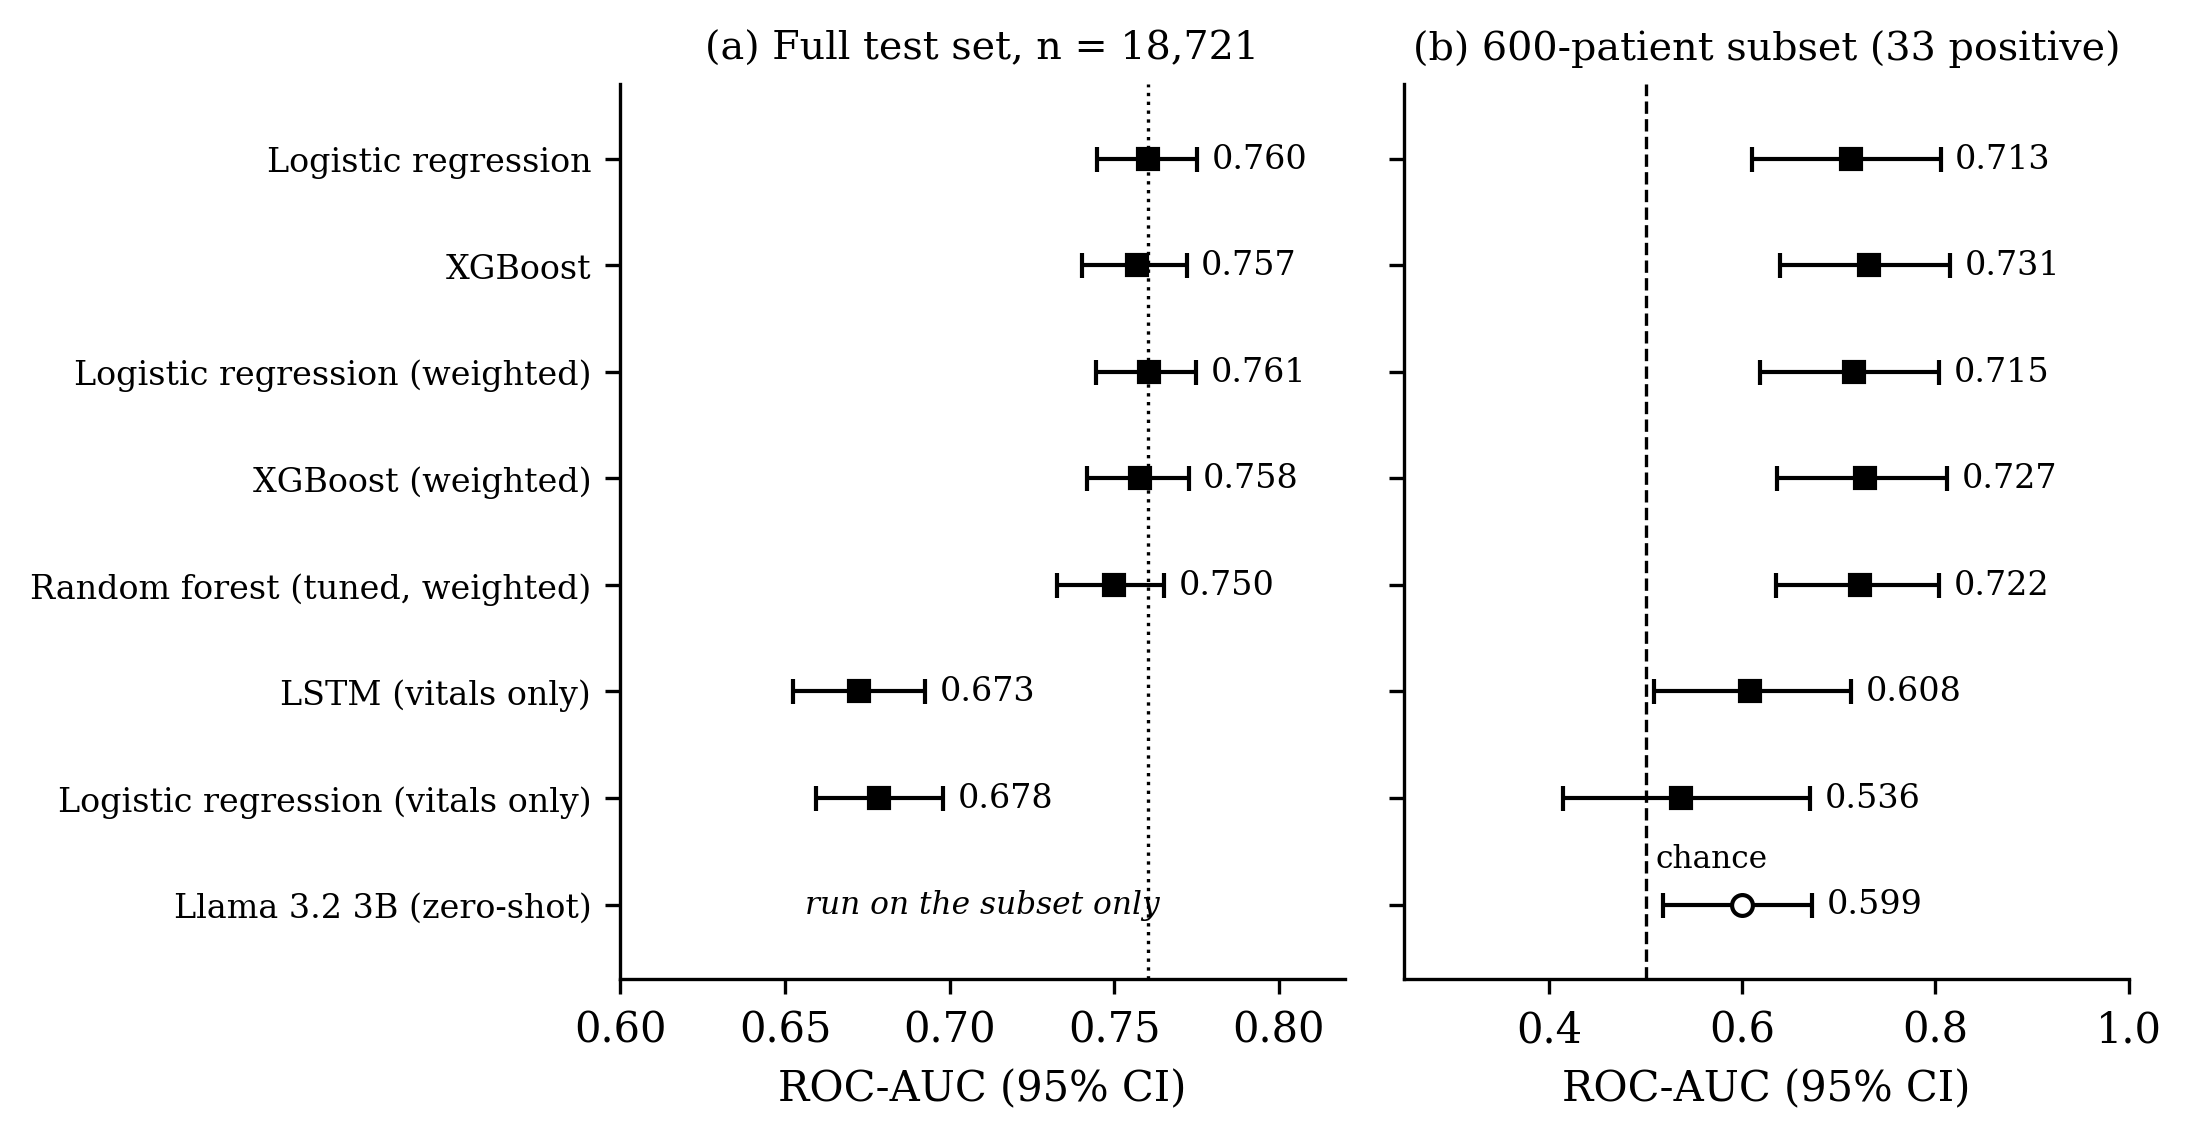 (a) Full test set, n = 18,721
(b) 600-patient subset (33 positive)
Logistic regression
0.760
0.713
XGBoost
0.757
0.731
Logistic regression (weighted)
0.761
0.715
XGBoost (weighted)
0.758
0.727
Random forest (tuned, weighted)
0.750
0.722
LSTM (vitals only)
0.673
0.608
Logistic regression (vitals only)
0.678
0.536
chance
Llama 3.2 3B (zero-shot)
run on the subset only
0.599
0.60 0.65 0.70 0.75 0.80
0.4 0.6 0.8 1.0
ROC-AUC (95% CI)
ROC-AUC (95% CI)